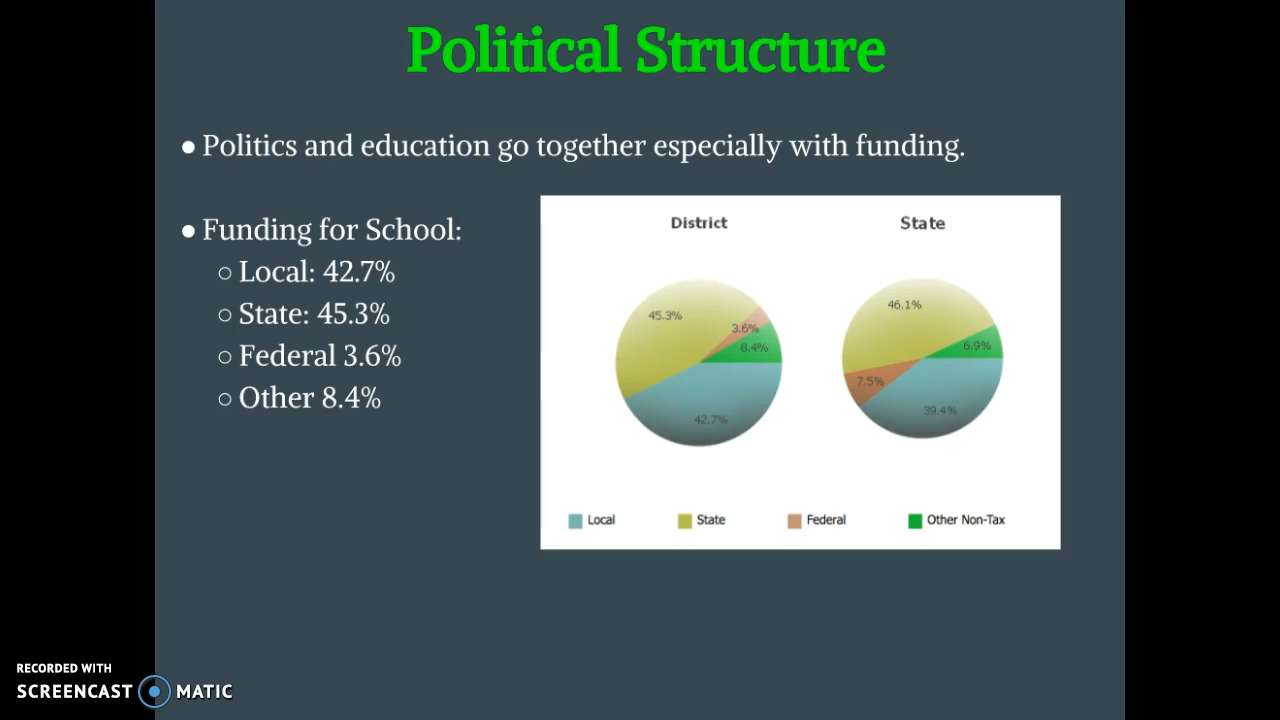 Political Structure
● Politics and education go together especially with funding.
● Funding for School:
○ Local: 42.7%
○ State: 45.3%
○ Federal 3.6%
○ Other 8.4%
District
State
45.3%
3.6%
8.4%
42.7%
46.1%
6.9%
7.5%
39.4%
Local
State
Federal
Other Non-Tax
RECORDED WITH
SCREENCAST MATIC